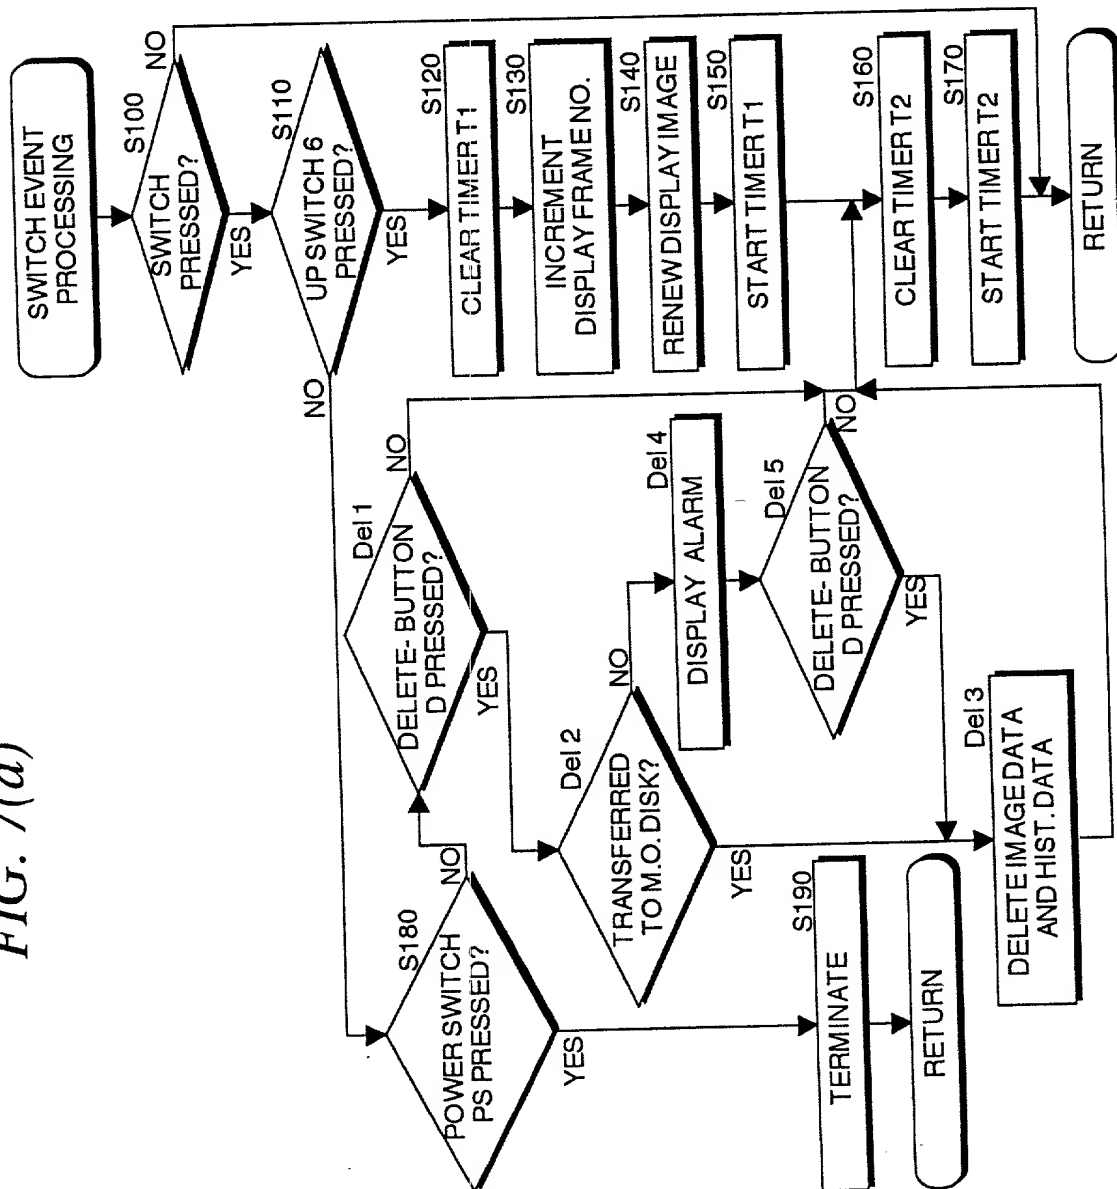 FIG. 7(a)
SWITCH EVENT
PROCESSING
S100
SWITCH
PRESSED?
NO
YES
S110
UP SWITCH 6
PRESSED?
NO
YES
S120
CLEAR TIMER T1
S130
INCREMENT
DISPLAY FRAME NO.
S140
RENEW DISPLAY IMAGE
S150
START TIMER T1
S160
CLEAR TIMER T2
S170
START TIMER T2
RETURN
S180
POWER SWITCH
PS PRESSED?
NO
YES
S190
TERMINATE
RETURN
Del 1
DELETE- BUTTON
D PRESSED?
NO
YES
Del 2
TRANSFERRED
TO M.O. DISK?
NO
YES
Del 4
DISPLAY ALARM
Del 5
DELETE- BUTTON
D PRESSED?
NO
YES
Del 3
DELETE IMAGE DATA
AND HIST. DATA